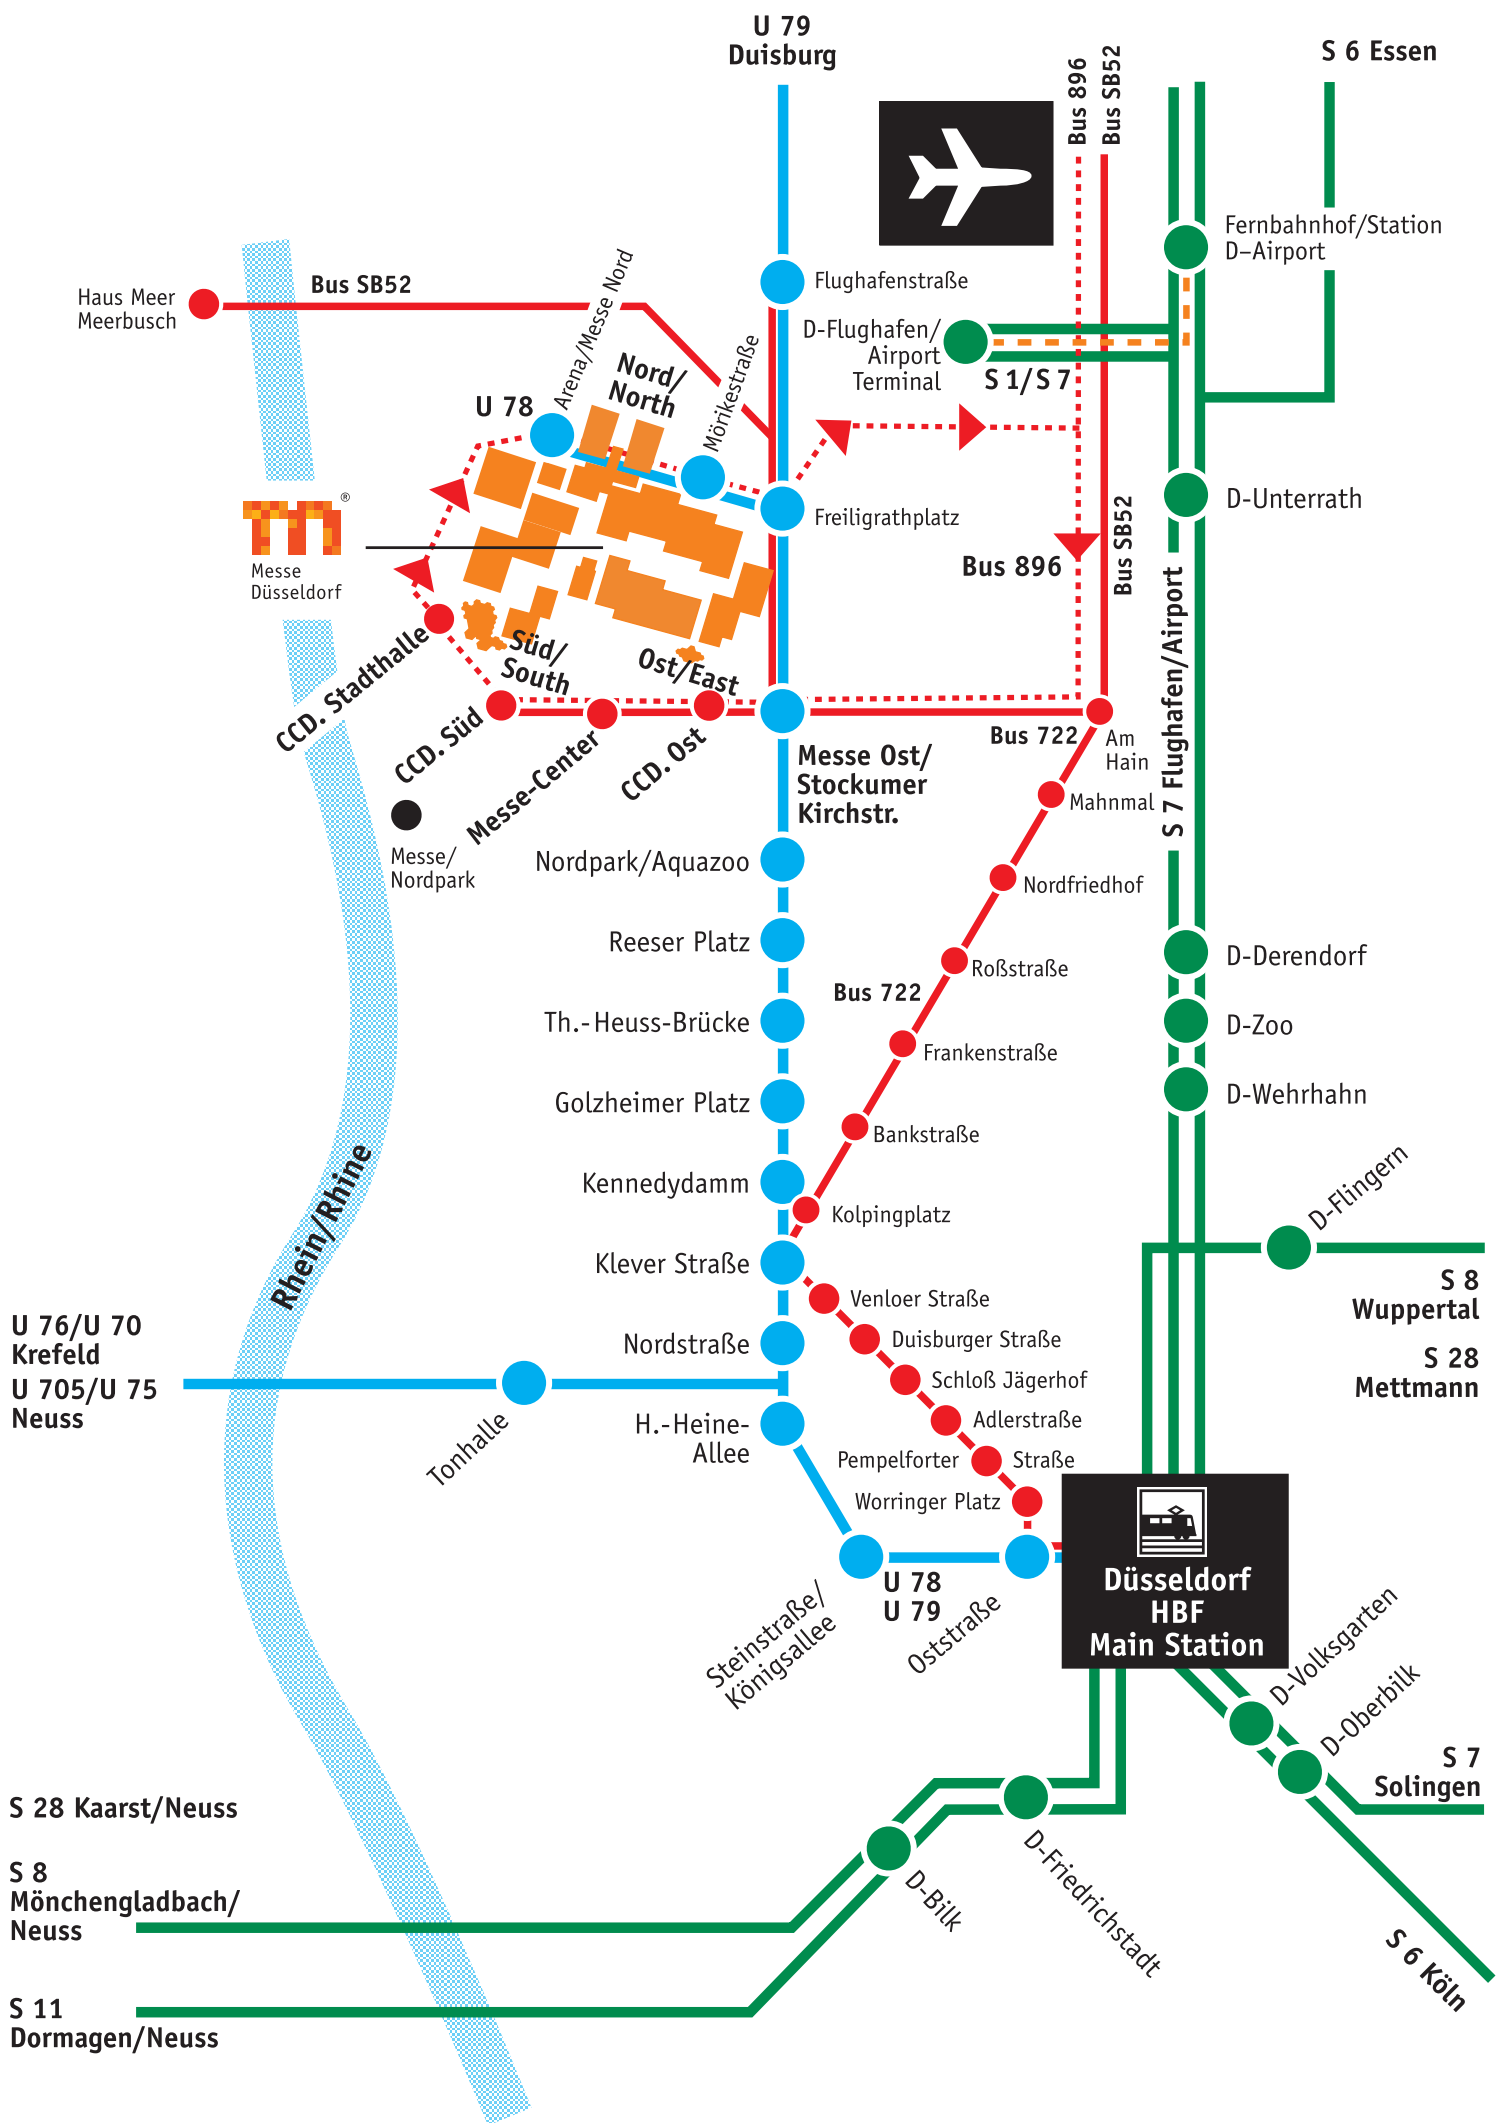 U 79
Duisburg
Bus 896
Bus SB52
S 6 Essen
Fernbahnhof/Station
D–Airport
Haus Meer
Meerbusch
Bus SB52
Arena/Messe Nord
Flughafenstraße
D-Flughafen/
Airport
Terminal
S 1/S 7
Nord/
North
Mörikestraße
U 78
®
Messe
Düsseldorf
Freiligrathplatz
D-Unterrath
Bus SB52
Bus 896
S 7 Flughafen/Airport
Süd/
South
Ost/East
CCD. Stadthalle
CCD. Süd
Messe-Center
CCD. Ost
Messe Ost/
Stockumer
Kirchstr.
Bus 722
Am
Hain
Mahnmal
Messe/
Nordpark
Nordpark/Aquazoo
Nordfriedhof
Reeser Platz
Roßstraße
D-Derendorf
Bus 722
Th.-Heuss-Brücke
D-Zoo
Frankenstraße
Golzheimer Platz
D-Wehrhahn
Bankstraße
Kennedydamm
Kolpingplatz
D-Flingern
Rhein/Rhine
Klever Straße
S 8
Wuppertal
S 28
Mettmann
Venloer Straße
U 76/U 70
Krefeld
U 705/U 75
Neuss
Nordstraße
Duisburger Straße
Schloß Jägerhof
Tonhalle
H.-Heine-
Allee
Adlerstraße
Pempelforter Straße
Worringer Platz
U 78
U 79
Steinstraße/
Königsallee
Oststraße
Düsseldorf
HBF
Main Station
D-Volksgarten
D-Oberbilk
S 7
Solingen
S 28 Kaarst/Neuss
S 8
Mönchengladbach/
Neuss
D-Friedrichstadt
D-Bilk
S 6 Köln
S 11
Dormagen/Neuss